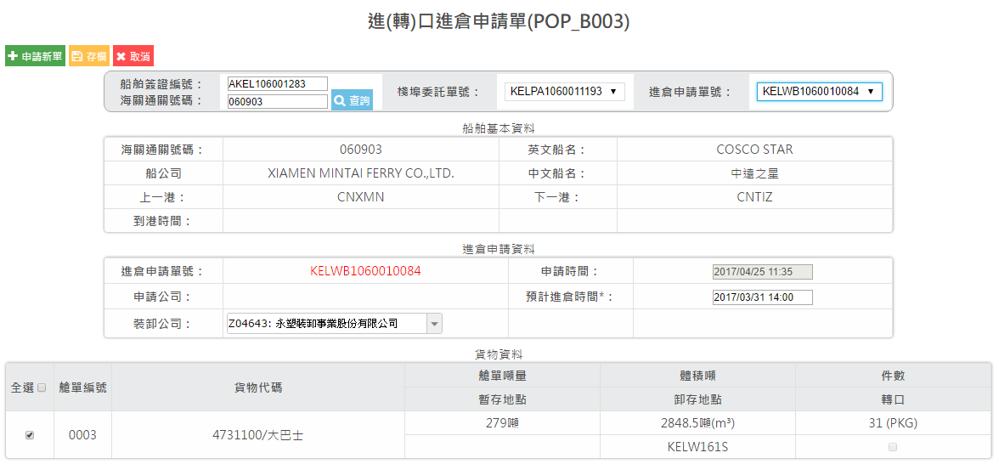 進(轉)口進倉申請單(POP_B003)
申請新單 存檔 取消
船舶簽證編號： AKEL106001283
海關通關號碼： 060903 查詢
棧埠委託單號： KELPA1060011193
進倉申請單號： KELWB1060010084
船舶基本資料
海關通關號碼： 060903 英文船名： COSCO STAR
船公司 XIAMEN MINTAI FERRY CO.,LTD. 中文船名： 中遠之星
上一港： CNXMN 下一港： CNTIZ
到港時間：
進倉申請資料
進倉申請單號： KELWB1060010084 申請時間： 2017/04/25 11:35
申請公司： 預計進倉時間*： 2017/03/31 14:00
裝卸公司： Z04643: 永塑裝卸事業股份有限公司
貨物資料
全選 艙單編號 貨物代碼 艙單噸量 體積噸 件數
暫存地點 卸存地點 轉口
0003 4731100/大巴士 279噸 2848.5噸(m³) 31 (PKG)
KELW161S